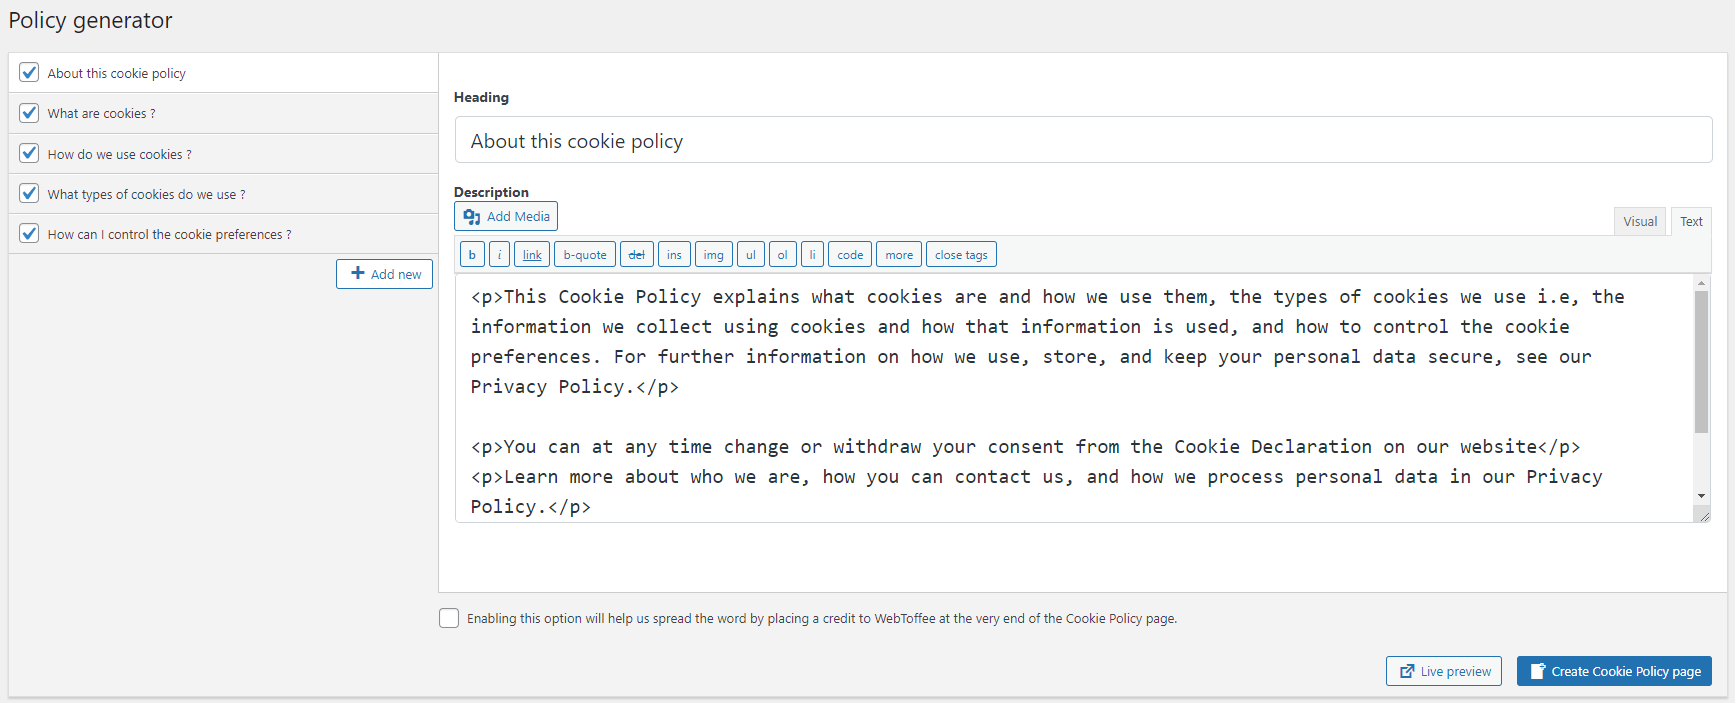 Policy generator
About this cookie policy
What are cookies ?
How do we use cookies ?
What types of cookies do we use ?
How can I control the cookie preferences ?
Add new
Heading
About this cookie policy
Description
Add Media
Visual Text
b i link b-quote del ins img ul ol li code more close tags
<p>This Cookie Policy explains what cookies are and how we use them, the types of cookies we use i.e, the
information we collect using cookies and how that information is used, and how to control the cookie
preferences. For further information on how we use, store, and keep your personal data secure, see our
Privacy Policy.</p>
<p>You can at any time change or withdraw your consent from the Cookie Declaration on our website</p>
<p>Learn more about who we are, how you can contact us, and how we process personal data in our Privacy
Policy.</p>
Enabling this option will help us spread the word by placing a credit to WebToffee at the very end of the Cookie Policy page.
Live preview Create Cookie Policy page